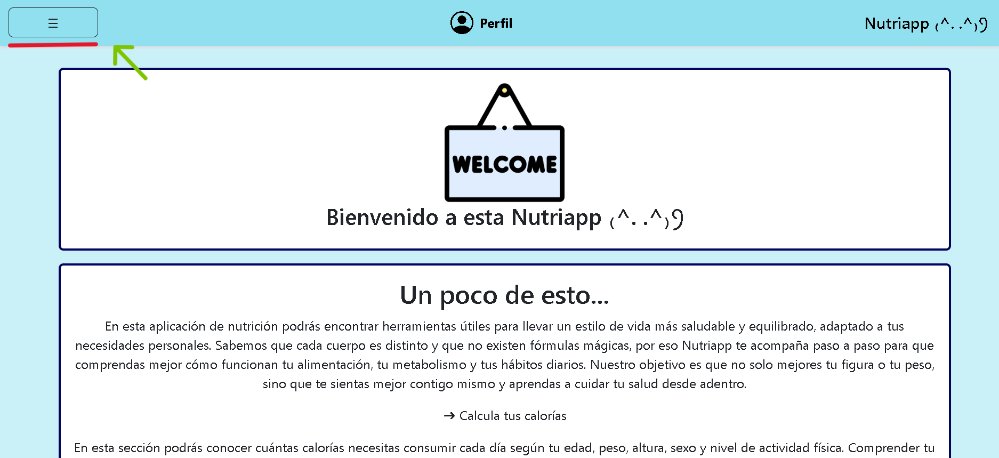 ☰
Perfil
Nutriapp ₍^. .^₎Ⳋ
WELCOME
Bienvenido a esta Nutriapp ₍^. .^₎Ⳋ
Un poco de esto...
En esta aplicación de nutrición podrás encontrar herramientas útiles para llevar un estilo de vida más saludable y equilibrado, adaptado a tus
necesidades personales. Sabemos que cada cuerpo es distinto y que no existen fórmulas mágicas, por eso Nutriapp te acompaña paso a paso para que
comprendas mejor cómo funcionan tu alimentación, tu metabolismo y tus hábitos diarios. Nuestro objetivo es que no solo mejores tu figura o tu peso,
sino que te sientas mejor contigo mismo y aprendas a cuidar tu salud desde adentro.
➜ Calcula tus calorías
En esta sección podrás conocer cuántas calorías necesitas consumir cada día según tu edad, peso, altura, sexo y nivel de actividad física. Comprender tu